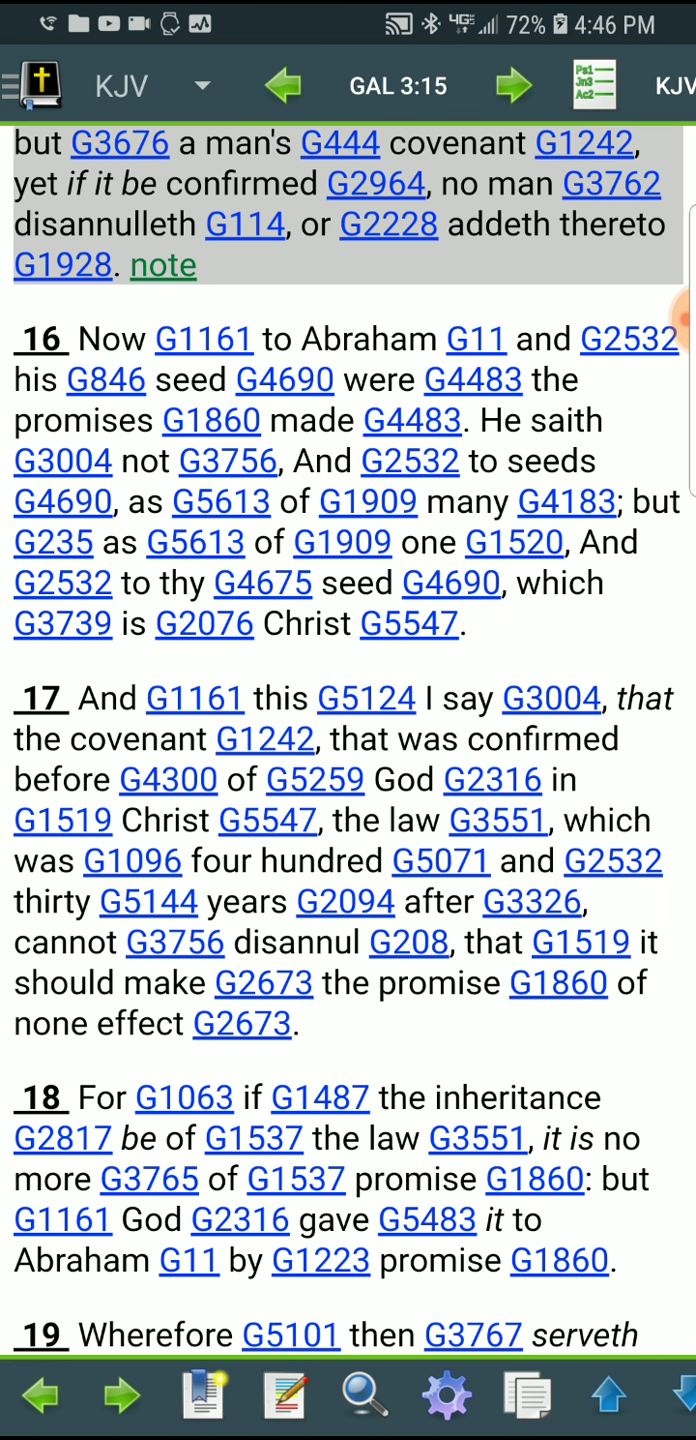 4GE 72% 4:46 PM
KJV GAL 3:15 Ps1 Jn3 Ac2 KJV
but G3676 a man's G444 covenant G1242,
yet if it be confirmed G2964, no man G3762
disannulleth G114, or G2228 addeth thereto
G1928. note
16 Now G1161 to Abraham G11 and G2532
his G846 seed G4690 were G4483 the
promises G1860 made G4483. He saith
G3004 not G3756, And G2532 to seeds
G4690, as G5613 of G1909 many G4183; but
G235 as G5613 of G1909 one G1520, And
G2532 to thy G4675 seed G4690, which
G3739 is G2076 Christ G5547.
17 And G1161 this G5124 I say G3004, that
the covenant G1242, that was confirmed
before G4300 of G5259 God G2316 in
G1519 Christ G5547, the law G3551, which
was G1096 four hundred G5071 and G2532
thirty G5144 years G2094 after G3326,
cannot G3756 disannul G208, that G1519 it
should make G2673 the promise G1860 of
none effect G2673.
18 For G1063 if G1487 the inheritance
G2817 be of G1537 the law G3551, it is no
more G3765 of G1537 promise G1860: but
G1161 God G2316 gave G5483 it to
Abraham G11 by G1223 promise G1860.
19 Wherefore G5101 then G3767 serveth